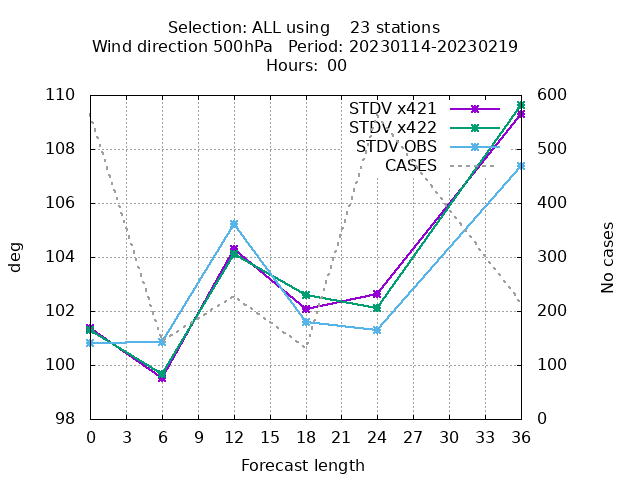 Selection: ALL using 23 stations
Wind direction 500hPa Period: 20230114-20230219
Hours: 00
110
108
106
104
102
100
98
600
500
400
300
200
100
0
deg
No cases
STDV x421
STDV x422
STDV OBS
CASES
0 3 6 9 12 15 18 21 24 27 30 33 36
Forecast length